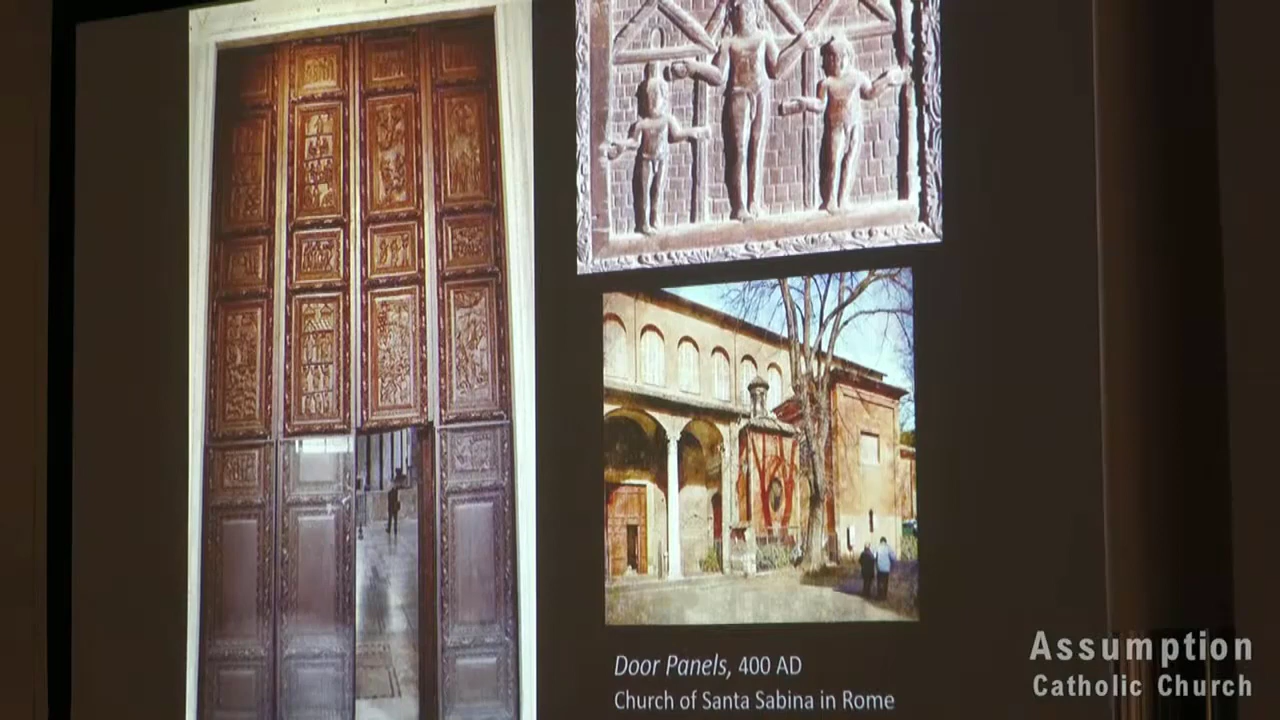 Door Panels, 400 AD
Church of Santa Sabina in Rome
Assumption
Catholic Church